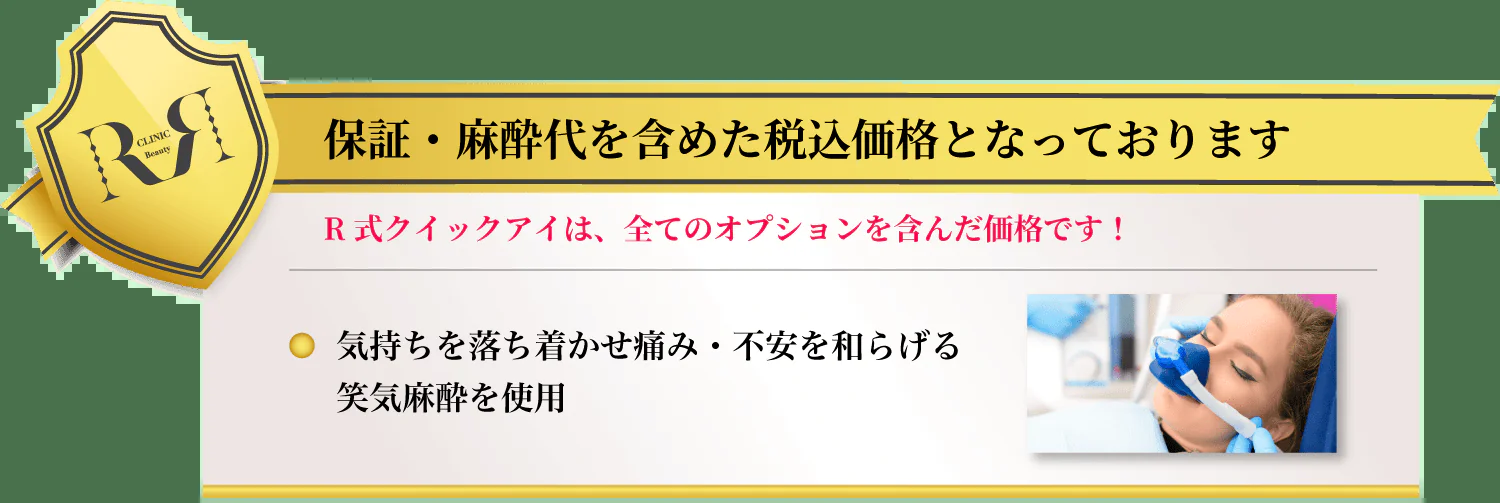 R CLINIC R
Beauty
保証・麻酔代を含めた税込価格となっております
R 式クイックアイは、全てのオプションを含んだ価格です！
気持ちを落ち着かせ痛み・不安を和らげる
笑気麻酔を使用